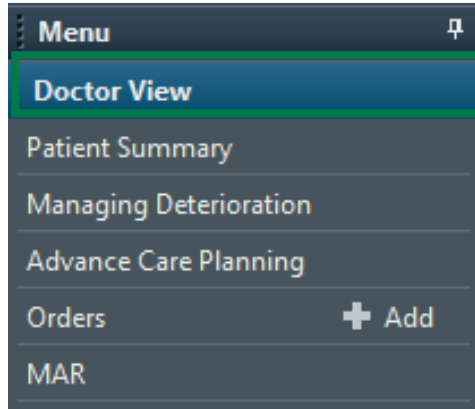 Menu
Doctor View
Patient Summary
Managing Deterioration
Advance Care Planning
Orders Add
MAR